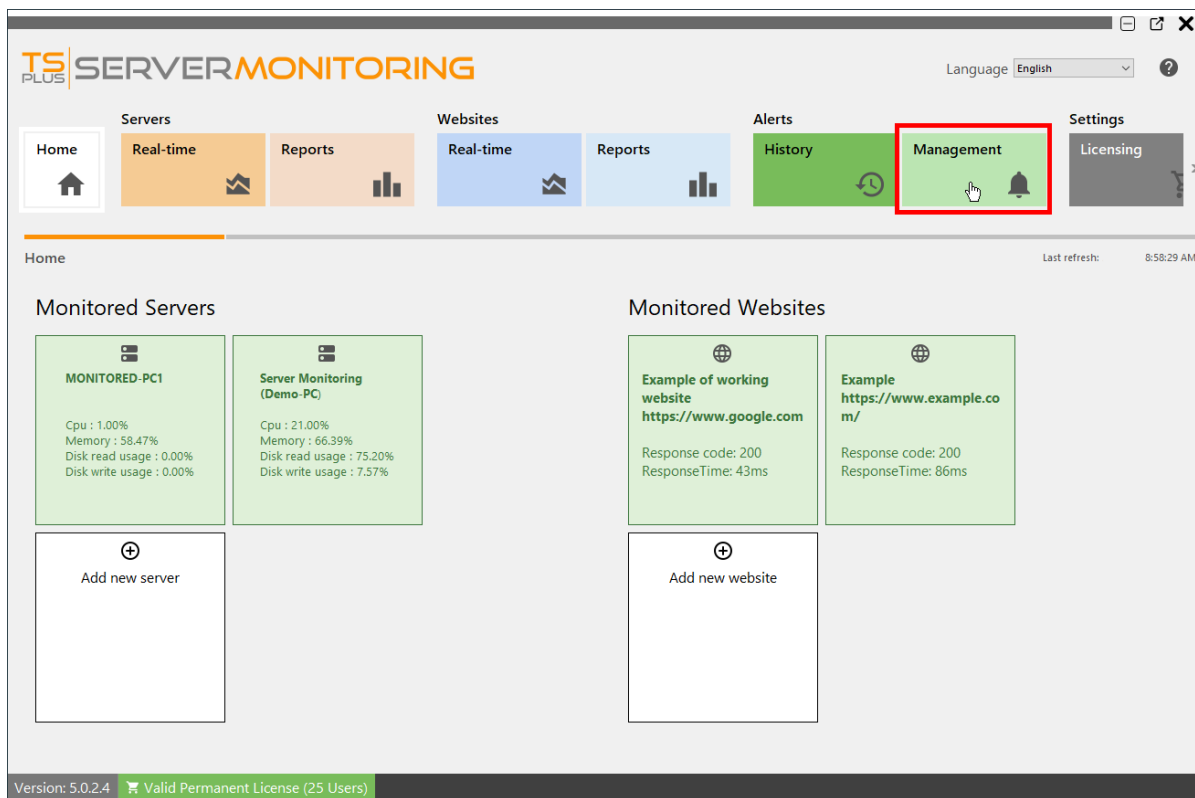 TS PLUS SERVERMONITORING
Language English
Servers
Websites
Alerts
Settings
Home
Real-time
Reports
Real-time
Reports
History
Management
Licensing
Home
Last refresh: 8:58:29 AM
Monitored Servers
Monitored Websites
MONITORED-PC1
Cpu : 1.00%
Memory : 58.47%
Disk read usage : 0.00%
Disk write usage : 0.00%
Server Monitoring
(Demo-PC)
Cpu : 21.00%
Memory : 66.39%
Disk read usage : 75.20%
Disk write usage : 7.57%
Example of working
website
https://www.google.com
Response code: 200
ResponseTime: 43ms
Example
https://www.example.co
m/
Response code: 200
ResponseTime: 86ms
Add new server
Add new website
Version: 5.0.2.4
Valid Permanent License (25 Users)